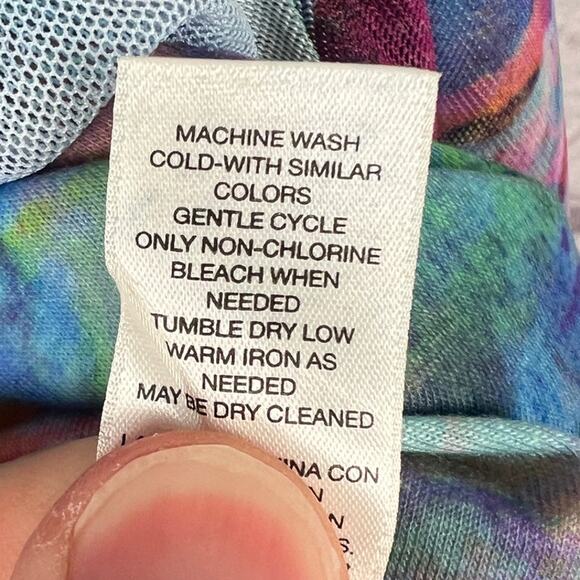 MACHINE WASH
COLD-WITH SIMILAR
COLORS
GENTLE CYCLE
ONLY NON-CHLORINE
BLEACH WHEN
NEEDED
TUMBLE DRY LOW
WARM IRON AS
NEEDED
MAY BE DRY CLEANED
CON